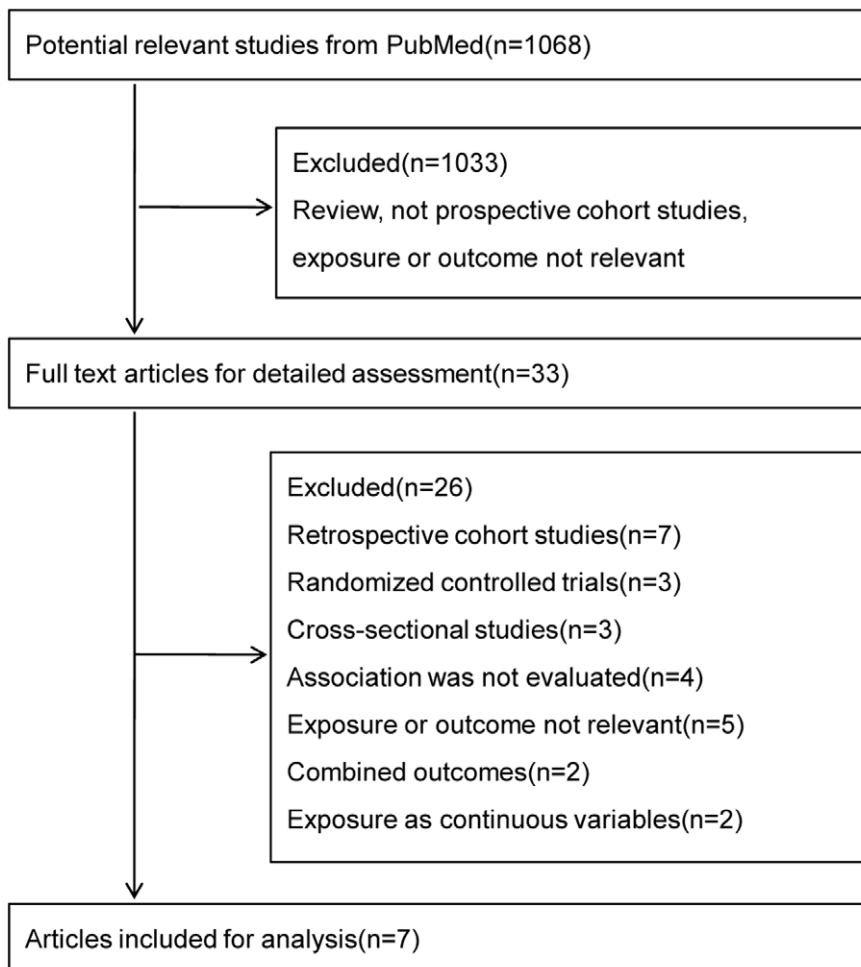 Potential relevant studies from PubMed(n=1068)
Excluded(n=1033)
Review, not prospective cohort studies,
exposure or outcome not relevant
Full text articles for detailed assessment(n=33)
Excluded(n=26)
Retrospective cohort studies(n=7)
Randomized controlled trials(n=3)
Cross-sectional studies(n=3)
Association was not evaluated(n=4)
Exposure or outcome not relevant(n=5)
Combined outcomes(n=2)
Exposure as continuous variables(n=2)
Articles included for analysis(n=7)